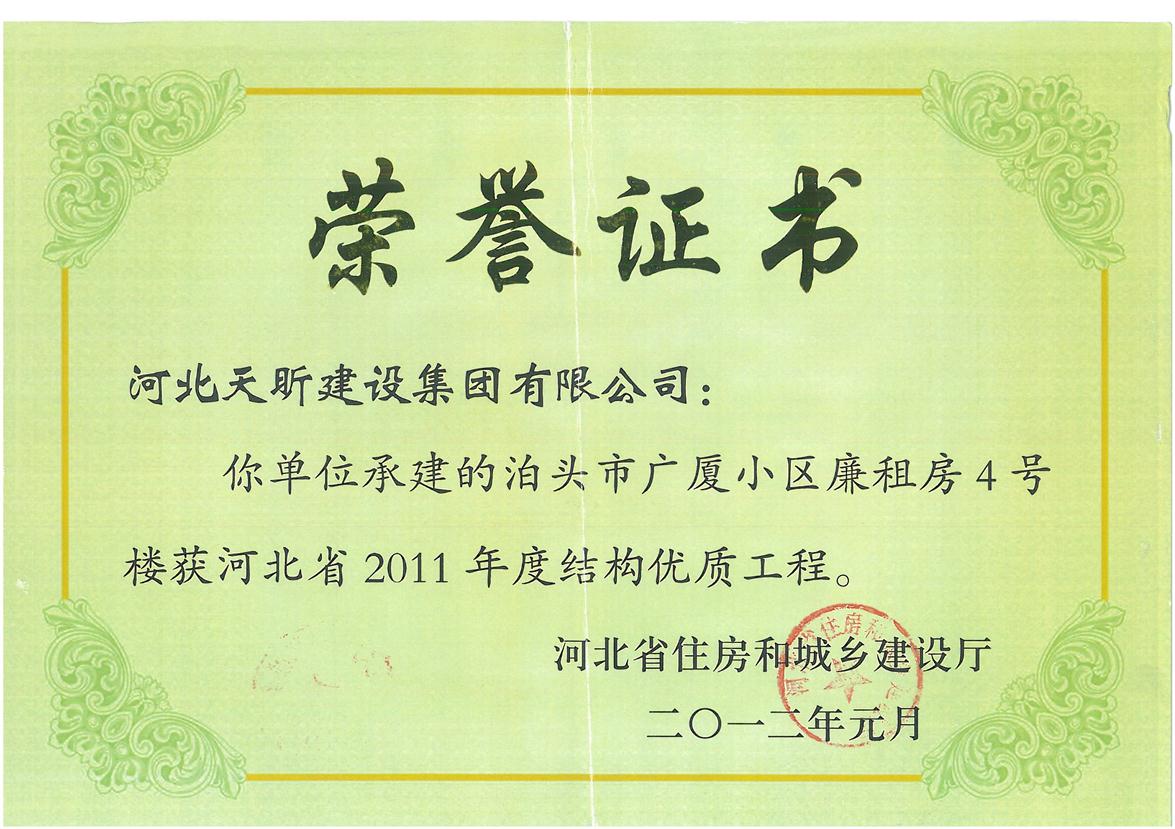 荣誉证书
河北天昕建设集团有限公司：
你单位承建的泊头市广厦小区廉租房4号
楼获河北省2011年度结构优质工程。
河北省住房和城乡建设厅
二〇一二年元月